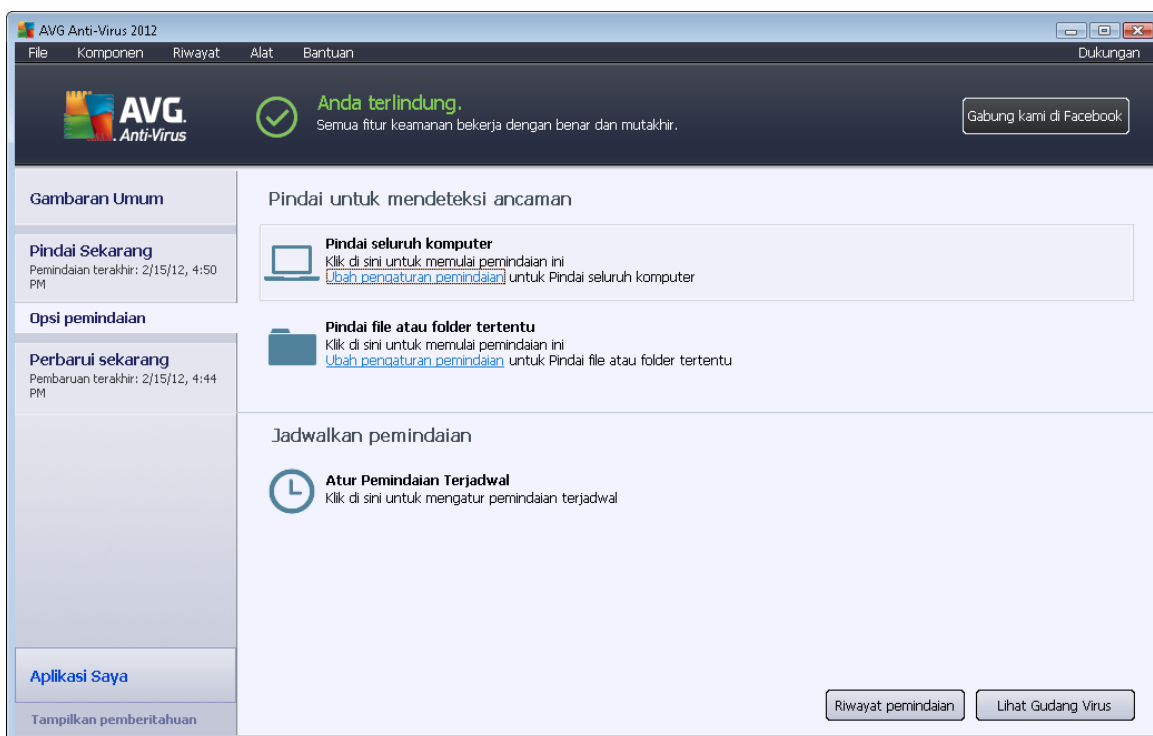 AVG Anti-Virus 2012
File Komponen Riwayat Alat Bantuan Dukungan
AVG.
Anti-Virus
Anda terlindung.
Semua fitur keamanan bekerja dengan benar dan mutakhir.
Gabung kami di Facebook
Gambaran Umum
Pindai Sekarang
Pemindaian terakhir: 2/15/12, 4:50
PM
Opsi pemindaian
Perbarui sekarang
Pembaruan terakhir: 2/15/12, 4:44
PM
Aplikasi Saya
Tampilkan pemberitahuan
Pindai untuk mendeteksi ancaman
Pindai seluruh komputer
Klik di sini untuk memulai pemindaian ini
Ubah pengaturan pemindaian untuk Pindai seluruh komputer
Pindai file atau folder tertentu
Klik di sini untuk memulai pemindaian ini
Ubah pengaturan pemindaian untuk Pindai file atau folder tertentu
Jadwalkan pemindaian
Atur Pemindaian Terjadwal
Klik di sini untuk mengatur pemindaian terjadwal
Riwayat pemindaian
Lihat Gudang Virus